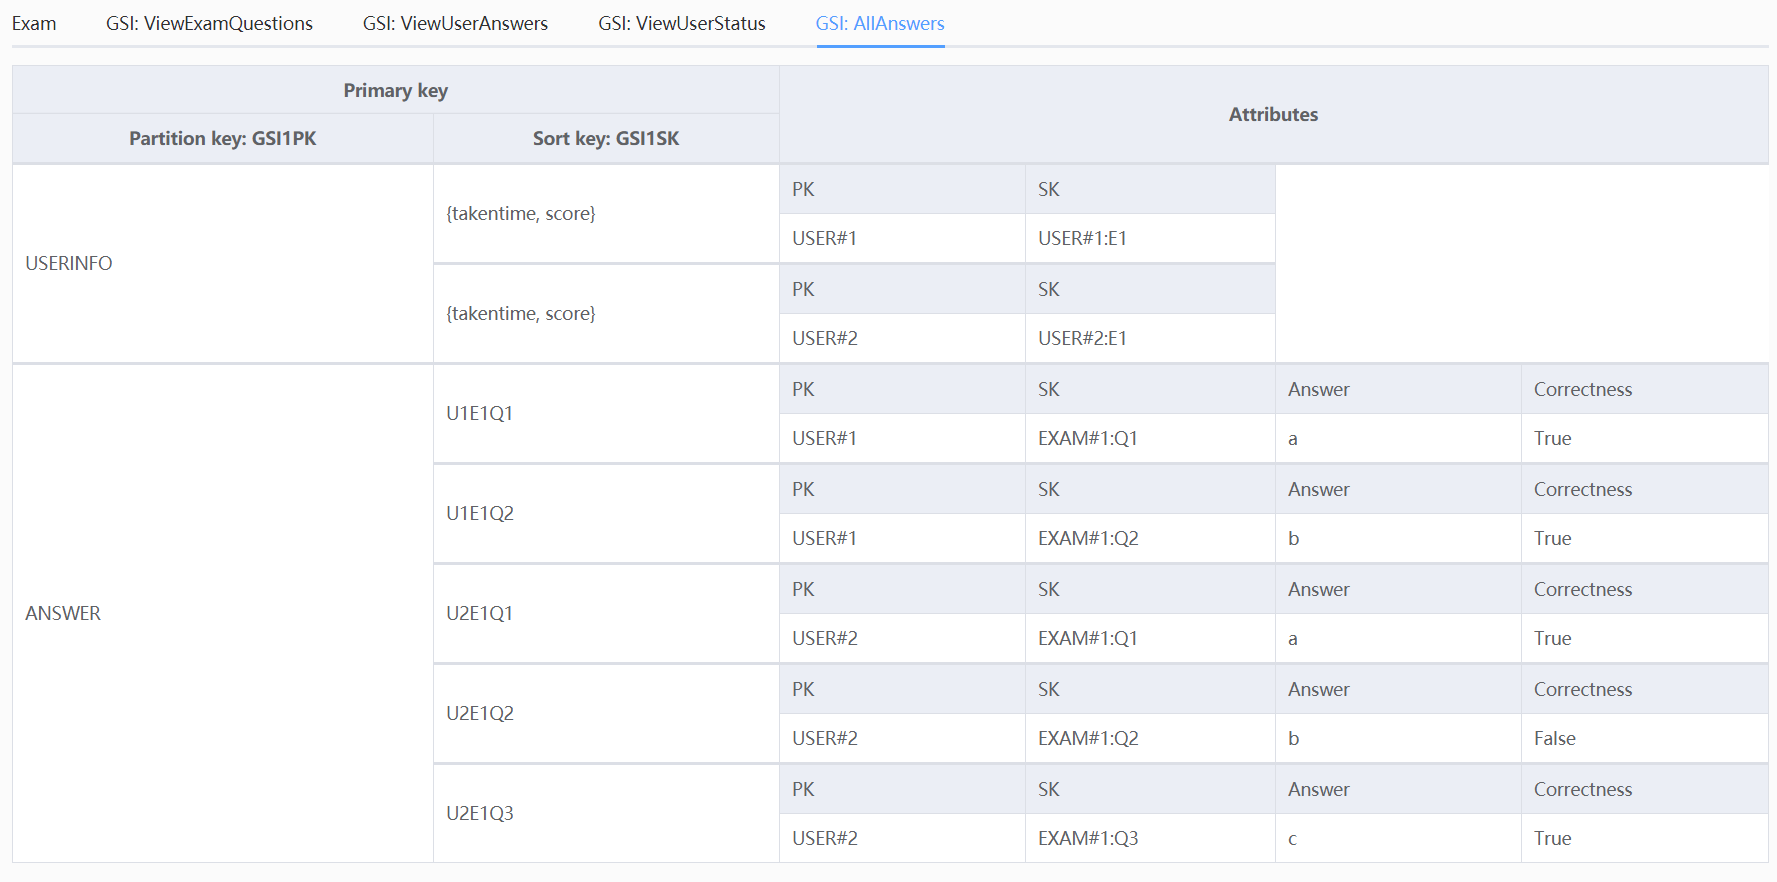 Exam GSI: ViewExamQuestions GSI: ViewUserAnswers GSI: ViewUserStatus GSI: AllAnswers
Primary key Attributes
Partition key: GSI1PK Sort key: GSI1SK
USERINFO
{takentime, score}
PK SK
USER#1 USER#1:E1
{takentime, score}
PK SK
USER#2 USER#2:E1
ANSWER
U1E1Q1
PK SK Answer Correctness
USER#1 EXAM#1:Q1 a True
U1E1Q2
PK SK Answer Correctness
USER#1 EXAM#1:Q2 b True
U2E1Q1
PK SK Answer Correctness
USER#2 EXAM#1:Q1 a True
U2E1Q2
PK SK Answer Correctness
USER#2 EXAM#1:Q2 b False
U2E1Q3
PK SK Answer Correctness
USER#2 EXAM#1:Q3 c True